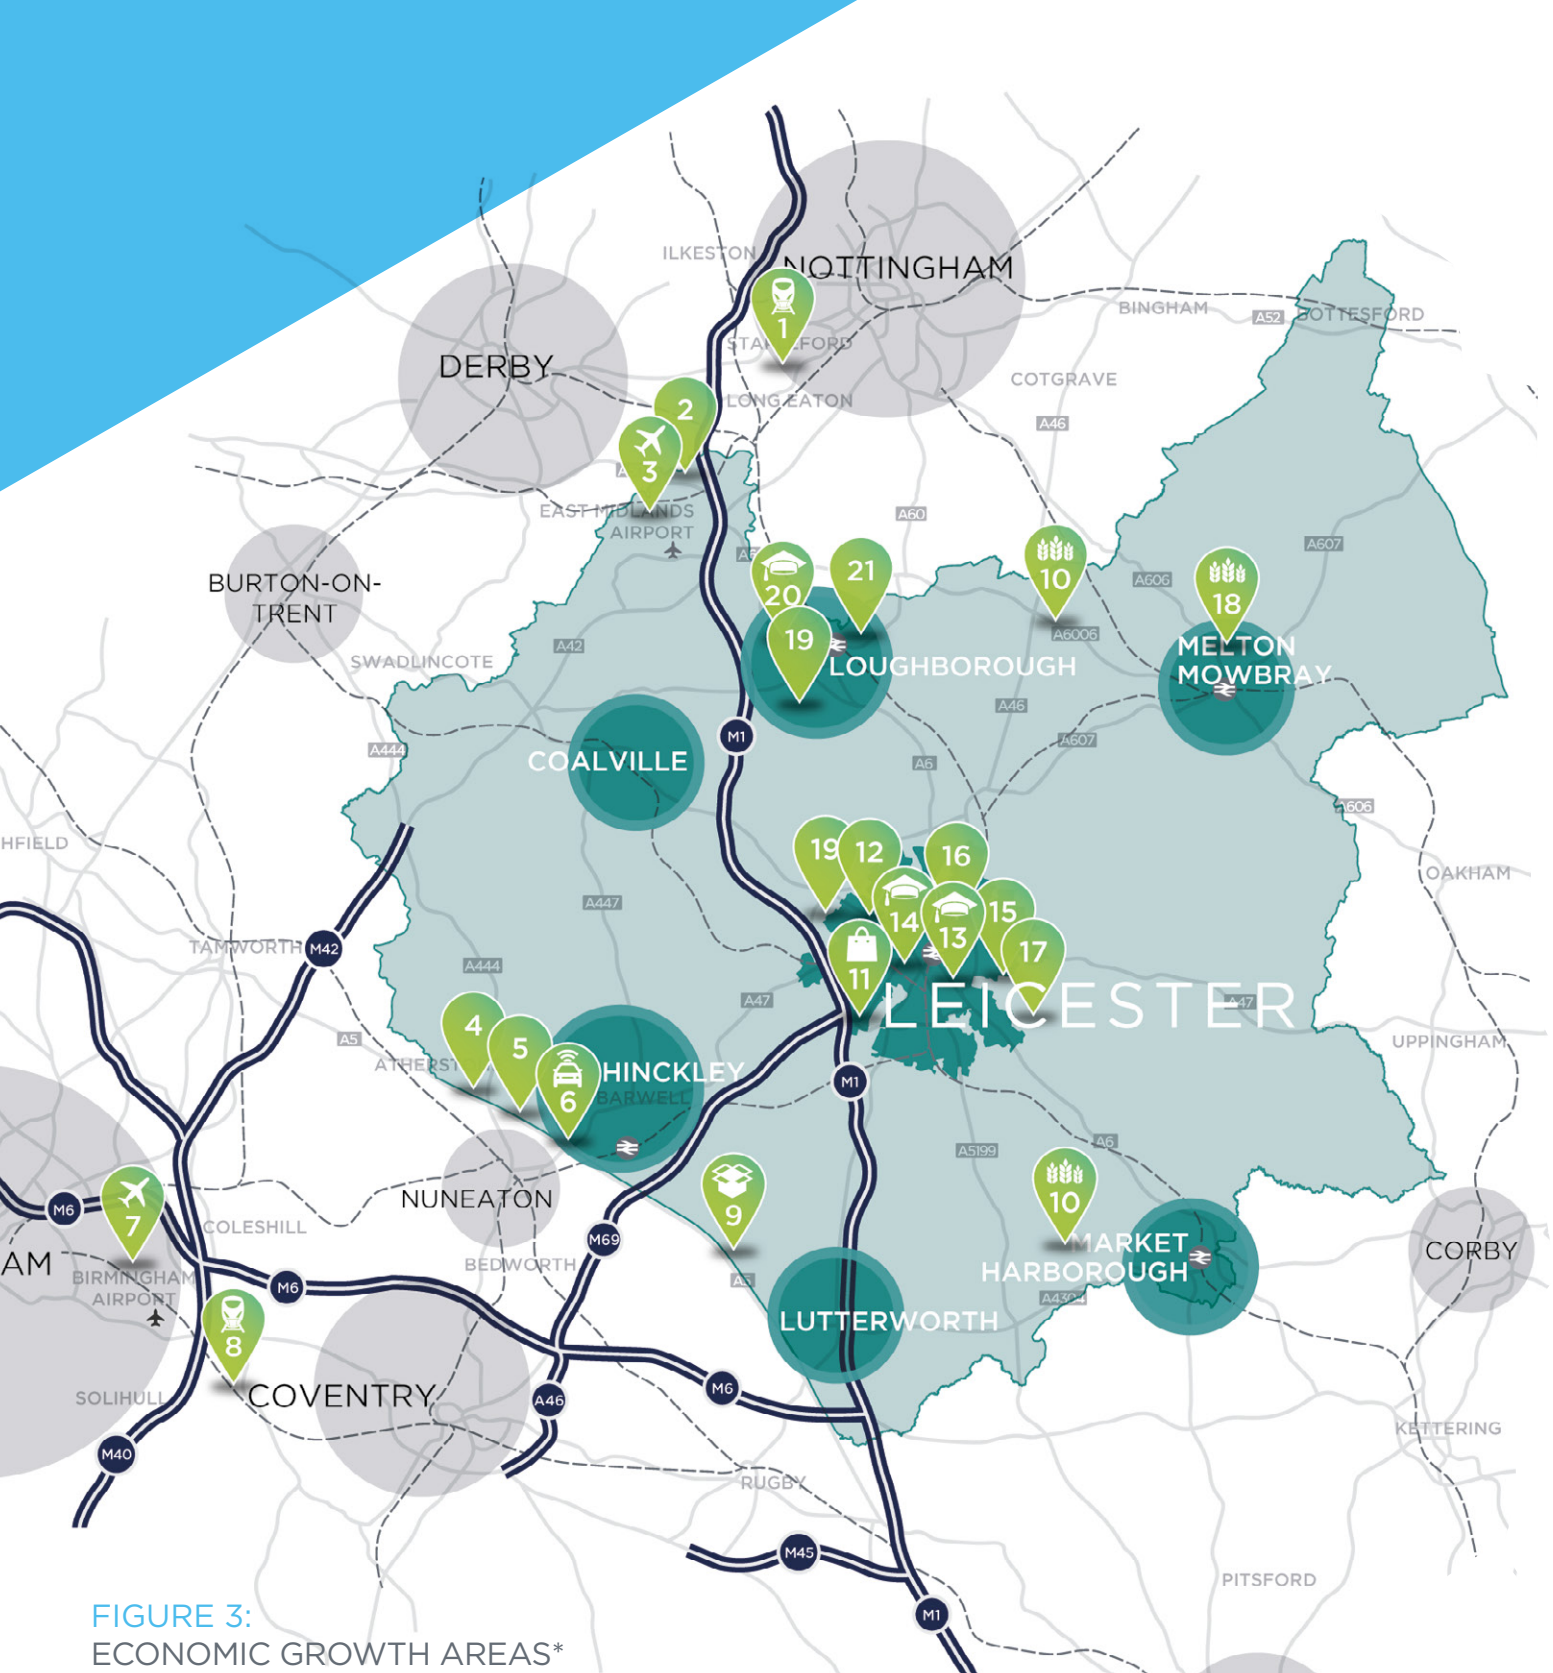 ILKESTON
NOTTINGHAM
1
BINGHAM
A52
BOTTESFORD
DERBY
COTGRAVE
2
LONG EATON
A46
3
EAST MIDLANDS
AIRPORT
A60
A607
BURTON-ON-
TRENT
20
21
10
A606
18
A6006
A42
19
LOUGHBOROUGH
MELTON
MOWBRAY
SWADLINCOTE
A46
M1
A607
A444
COALVILLE
A6
A606
HFIELD
19
12
16
OAKHAM
A447
14
13
15
17
TAMWORTH
M42
A444
11
A47
LEICESTER
A47
4
5
A5
UPPINGHAM
HINCKLEY
BARWELL
6
M1
A6
A5199
NUNEATON
9
10
M6
7
COLESHILL
M69
MARKET
HARBOROUGH
CORBY
AM
BIRMINGHAM
AIRPORT
BEDWORTH
M6
A5
LUTTERWORTH
8
SOLIHULL
COVENTRY
A46
M6
KETTERING
M40
RUGBY
M45
PITSFORD
M1
FIGURE 3:
ECONOMIC GROWTH AREAS*